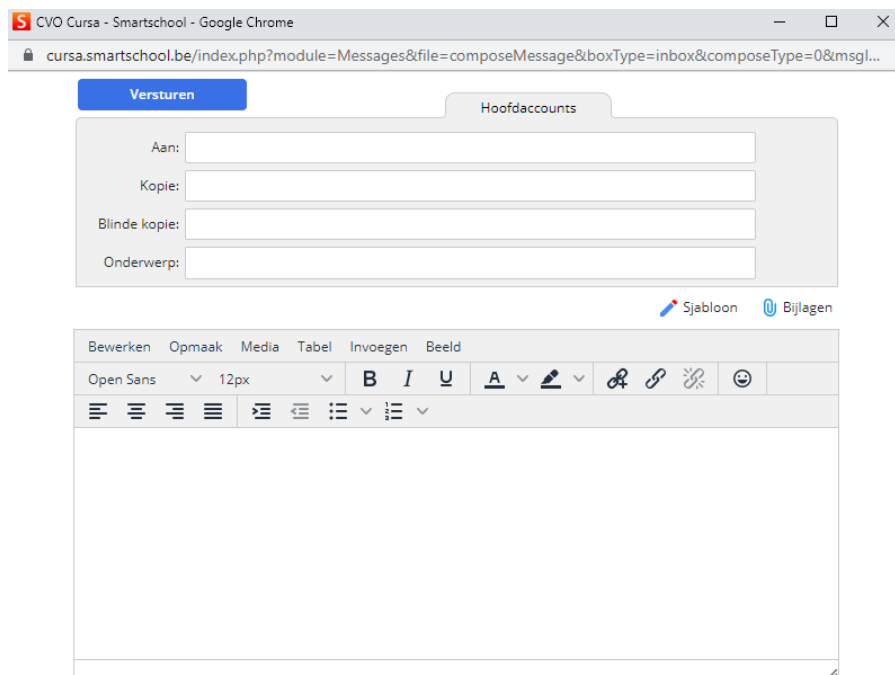 S CVO Cursa - Smartschool - Google Chrome
cursa.smartschool.be/index.php?module=Messages&file=composeMessage&boxType=inbox&composeType=0&msgl...
Versturen
Hoofdaccounts
Aan:
Kopie:
Blinde kopie:
Onderwerp:
Sjabloon Bijlagen
Bewerken Opmaak Media Tabel Invoegen Beeld
Open Sans 12px B I U A